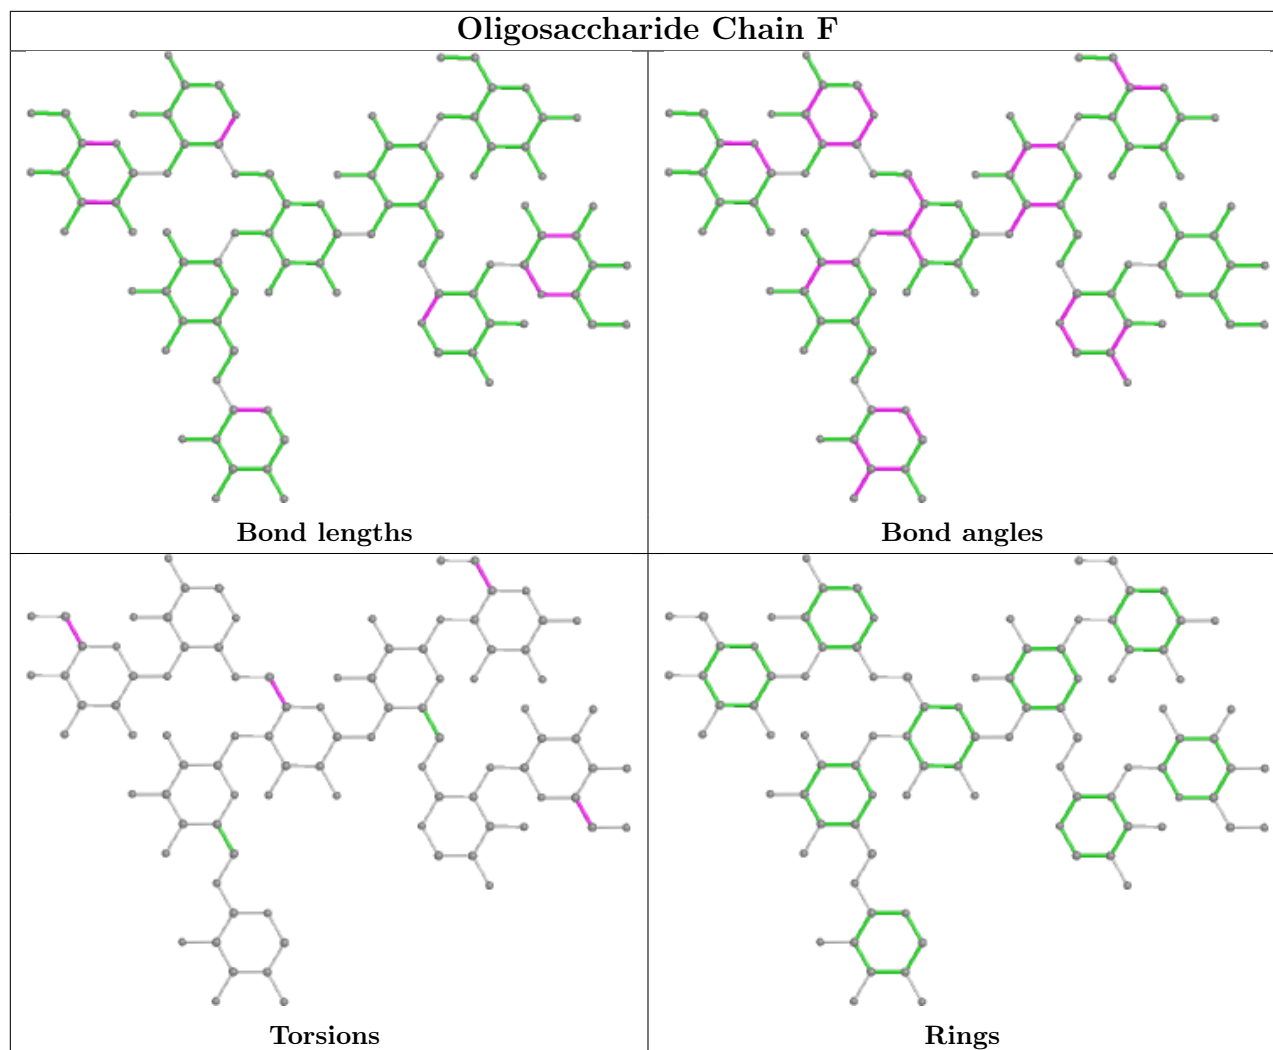 Oligosaccharide Chain F
Bond lengths
Bond angles
Torsions
Rings